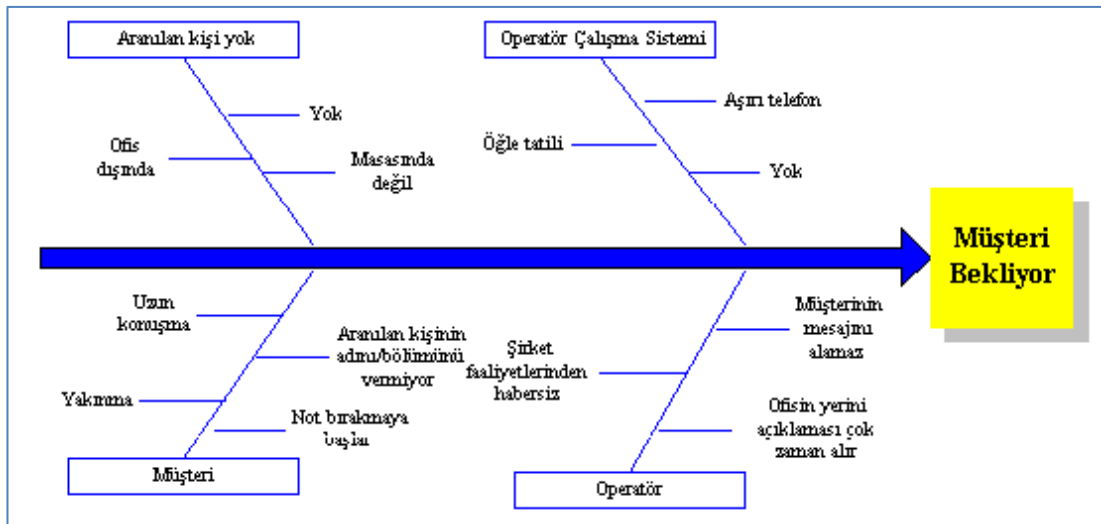 Aranılan kişi yok
Operatör Çalışma Sistemi
Yok
Ofis
dışında
Masasında
değil
Aşırı telefon
Öğle tatili
Yok
Müşteri
Bekliyor
Uzun
konuşma
Aranılan kişinin
adını/bölümünü
vermiyor
Yakınma
Not bırakmaya
başlar
Müşteri
Müşterinin
mesajını
alamaz
Şirket
faaliyetlerinden
habersiz
Ofisin yerini
açıklaması çok
zaman alır
Operatör